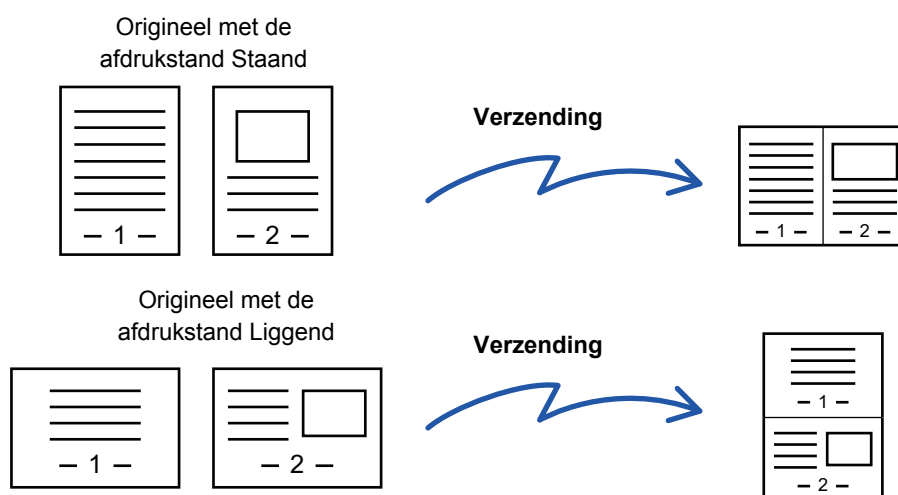 Origineel met de
afdrukstand Staand
Verzending
– 1 –
– 2 –
– 1 –
– 2 –
Origineel met de
afdrukstand Liggend
Verzending
– 1 –
– 2 –
– 1 –
– 2 –